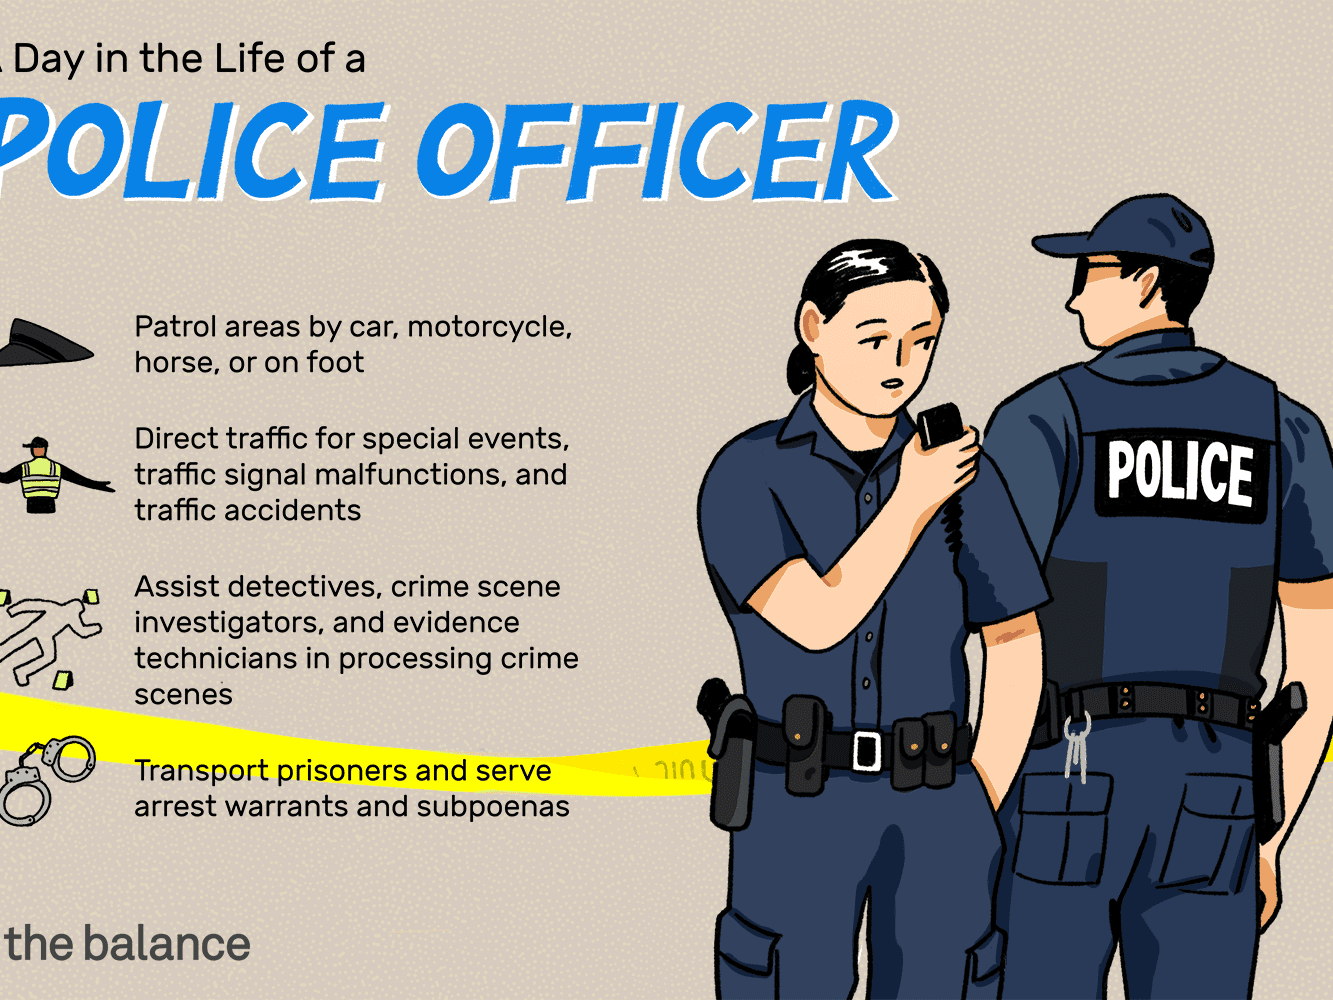 A Day in the Life of a
POLICE OFFICER
Patrol areas by car, motorcycle,
horse, or on foot
Direct traffic for special events,
traffic signal malfunctions, and
traffic accidents
Assist detectives, crime scene
investigators, and evidence
technicians in processing crime
scenes
Transport prisoners and serve
arrest warrants and subpoenas
POLICE
the balance